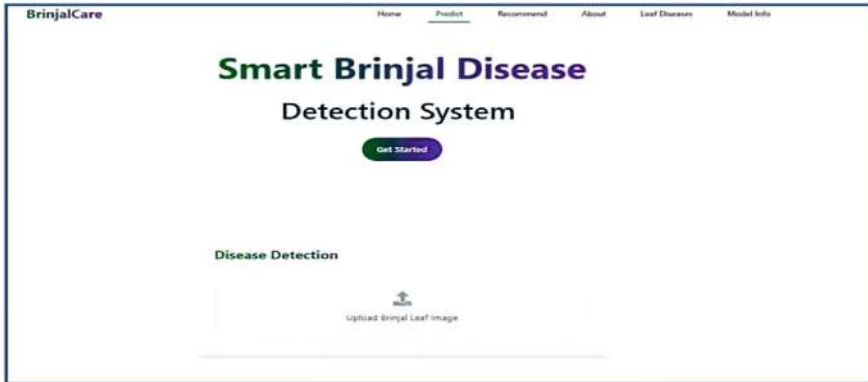 BrinjalCare Home Predict Recommend About Leaf Diseases Model Info
Smart Brinjal Disease
Detection System
Get Started
Disease Detection
Upload Brinjal Leaf Image